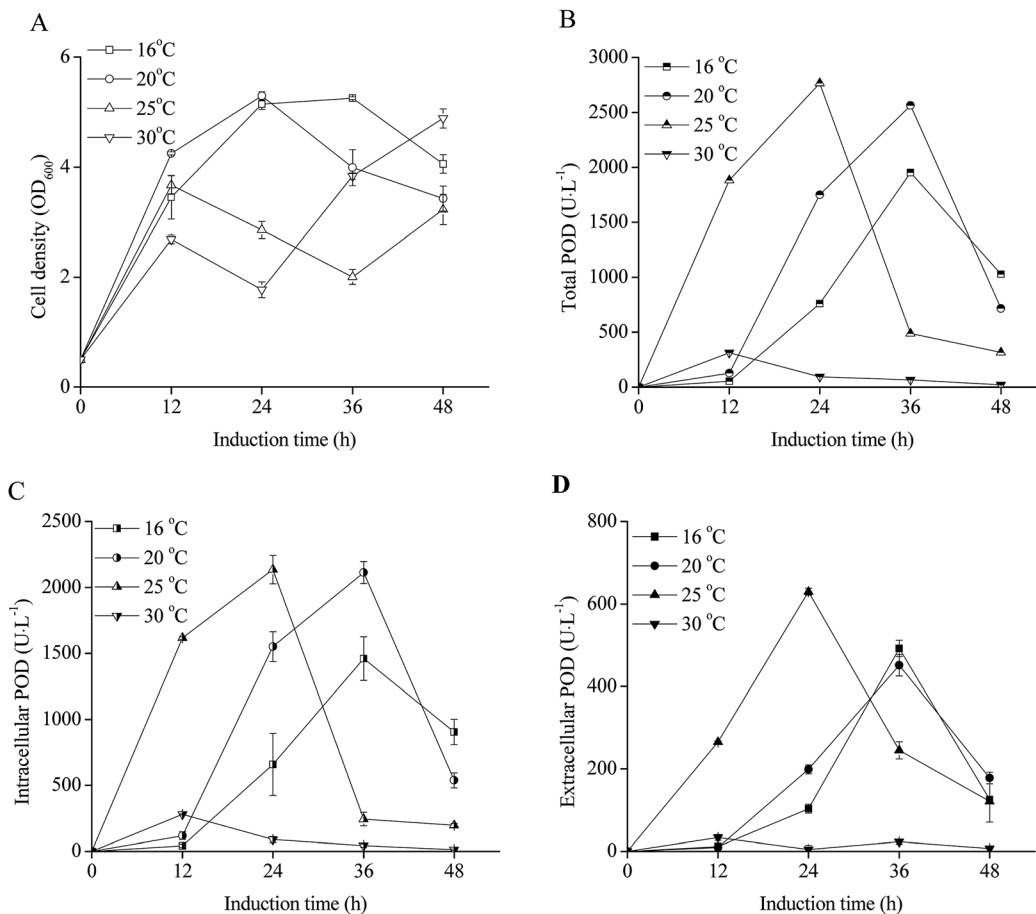 A
16°C
20°C
25°C
30°C
6
4
2
0
Cell density (OD₆₀₀)
0 12 24 36 48
Induction time (h)
B
16 °C
20 °C
25 °C
30 °C
3000
2500
2000
1500
1000
500
0
Total POD (U·L⁻¹)
0 12 24 36 48
Induction time (h)
C
16 °C
20 °C
25 °C
30 °C
2500
2000
1500
1000
500
0
Intracellular POD (U·L⁻¹)
0 12 24 36 48
Induction time (h)
D
16 °C
20 °C
25 °C
30 °C
800
600
400
200
0
Extracellular POD (U·L⁻¹)
0 12 24 36 48
Induction time (h)